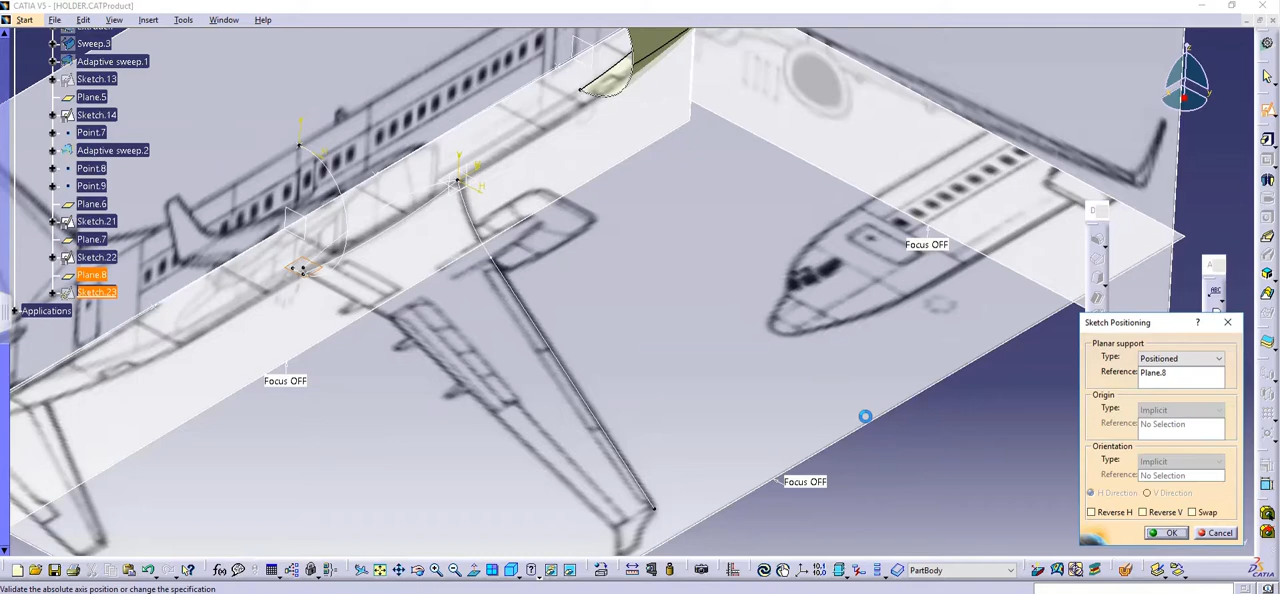 CATIA V5 - [HOLDER.CATProduct]
Start File Edit View Insert Tools Window Help
Sweep.3
Adaptive sweep.1
Sketch.13
Plane.5
Sketch.14
Point.7
Adaptive sweep.2
Point.8
Point.9
Plane.6
Sketch.21
Plane.7
Sketch.22
Plane.8
Sketch.23
Applications
Focus OFF
Focus OFF
Focus OFF
Sketch Positioning ?
Planar support
Type: Positioned
Reference: Plane.8
Origin
Type: Implicit
Reference: No Selection
Orientation
Type: Implicit
Reference: No Selection
H Direction V Direction
Reverse H Reverse V Swap
OK Cancel
PartBody
Validate the absolute axis position or change the specification